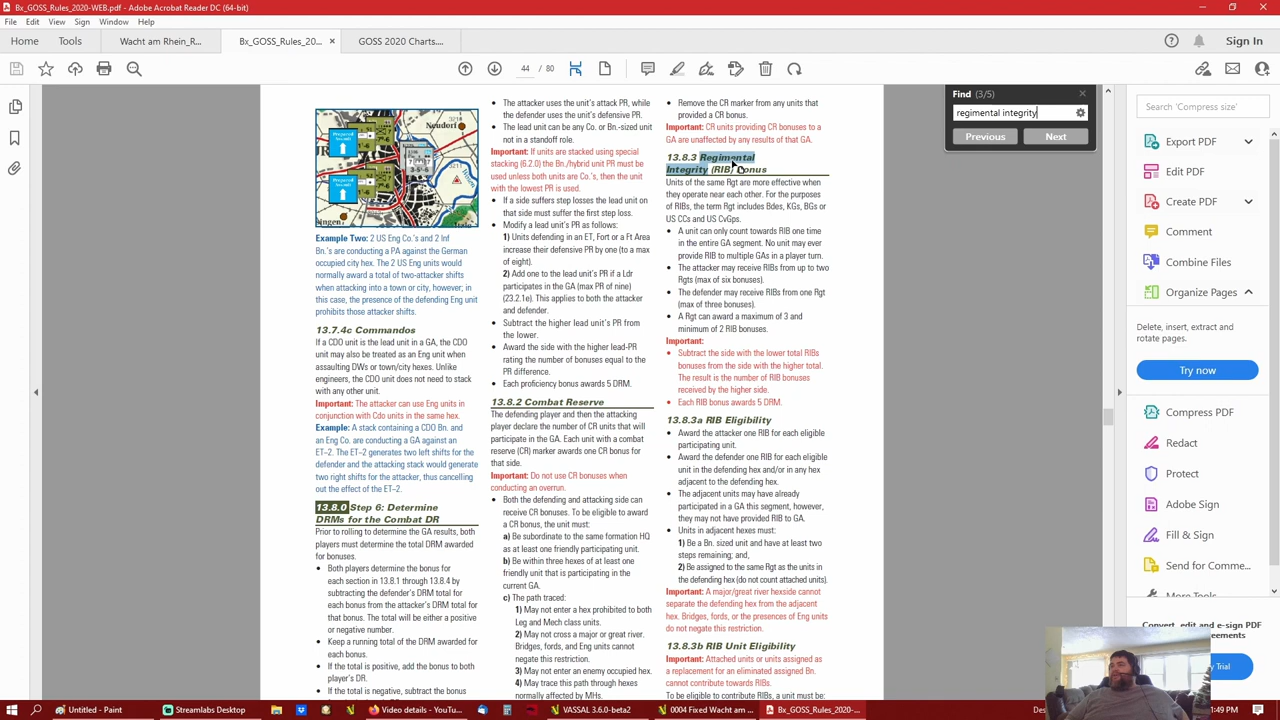 Bx_GOSS_Rules_2020-WEB.pdf - Adobe Acrobat Reader DC (64-bit)
File Edit View Sign Window Help
Home Tools Wacht am Rhein_R... Bx_GOSS_Rules_20... × GOSS 2020 Charts.... Sign In
44 / 80
Find (3/5)
regimental integrity
Previous Next
Search 'Compress size'
Export PDF
Edit PDF
Create PDF
Comment
Combine Files
Organize Pages
Delete, insert, extract and
rotate pages.
Try now
Compress PDF
Redact
Protect
Adobe Sign
Fill & Sign
Send for Comme...
More Tools
Convert, edit and e-sign PDF
Neudorf
Prepared
Assault
Prepared
Assault
Example Two: 2 US Eng Co.'s and 2 Inf
Bn.'s are conducting a PA against the German
occupied city hex. The 2 US Eng units would
normally award a total of two-attacker shifts
when attacking into a town or city, however; in
this case, the presence of the defending Eng unit
prohibits those attacker shifts.
13.7.4c Commandos
If a CDO unit is the lead unit in a GA, the CDO
unit may also be treated as an Eng unit when
assaulting DWs or town/city hexes. Unlike
engineers, the CDO unit does not need to stack
with any other unit.
Important: The attacker can use Eng units in
conjunction with Cdo units in the same hex.
Example: A stack containing a CDO Bn. and
an Eng Co. are conducting a GA against an
ET–2. The ET–2 generates two left shifts for the
defender and the attacking stack would generate
two right shifts for the attacker, thus cancelling
out the effect of the ET–2.
13.8.0 Step 6: Determine
DRMs for the Combat DR
Prior to rolling to determine the GA results, both
players must determine the total DRM awarded
for bonuses.
• Both players determine the bonus for
each section in 13.8.1 through 13.8.4 by
subtracting the defender's DRM total for
each bonus from the attacker's DRM total for
that bonus. The total will be either a positive
or negative number.
• Keep a running total of the DRM awarded for
each bonus.
• If the total is positive, add the bonus to both
player's DR.
• If the total is negative, subtract the bonus
• The attacker uses the unit's attack PR, while
the defender uses the unit's defensive PR.
• The lead unit can be any Co. or Bn.-sized unit
not in a standoff role.
Important: If units are stacked using special
stacking (6.2.0) the Bn./hybrid unit PR must be
used unless both units are Co.'s, then the unit
with the lowest PR is used.
• If a side suffers step losses the lead unit on
that side must suffer the first step loss.
• Modify a lead unit's PR as follows:
1) Units defending in an ET, Fort or a Ft Area
increase their defensive PR by one (to a max
of eight).
2) Add one to the lead unit's PR if a Ldr
participates in the GA (max PR of nine)
(23.2.1e). This applies to both the attacker
and defender.
• Subtract the higher lead unit's PR from
the lower.
• Award the side with the higher lead-PR
rating the number of bonuses equal to the
PR difference.
• Each proficiency bonus awards 5 DRM.
13.8.2 Combat Reserve
The defending player and then the attacking
player declare the number of CR units that will
participate in the GA. Each unit with a combat
reserve (CR) marker awards one CR bonus for
that side.
Important: Do not use CR bonuses when
conducting an overrun.
• Both the defending and attacking side can
receive CR bonuses. To be eligible to award
a CR bonus, the unit must:
a) Be subordinate to the same formation HQ
as at least one friendly participating unit.
b) Be within three hexes of at least one
friendly unit that is participating in the
current GA.
c) The path traced:
1) May not enter a hex prohibited to both
Leg and Mech class units.
2) May not cross a major or great river.
Bridges, fords, and Eng units cannot
negate this restriction.
3) May not enter an enemy occupied hex.
4) May trace this path through hexes
normally affected by MHs.
• Remove the CR marker from any units that
provided a CR bonus.
Important: CR units providing CR bonuses to a
GA are unaffected by any results of that GA.
13.8.3 Regimental
Integrity (RIB) Bonus
Units of the same Rgt are more effective when
they operate near each other. For the purposes
of RIBs, the term Rgt includes Bdes, KGs, BGs or
US CCs and US CvGps.
• A unit can only count towards RIB one time
in the entire GA segment. No unit may ever
provide RIB to multiple GAs in a player turn.
• The attacker may receive RIBs from up to two
Rgts (max of six bonuses).
• The defender may receive RIBs from one Rgt
(max of three bonuses).
• A Rgt can award a maximum of 3 and
minimum of 2 RIB bonuses.
Important:
• Subtract the side with the lower total RIBs
bonuses from the side with the higher total.
The result is the number of RIB bonuses
received by the higher side.
• Each RIB bonus awards 5 DRM.
13.8.3a RIB Eligibility
• Award the attacker one RIB for each eligible
participating unit.
• Award the defender one RIB for each eligible
unit in the defending hex and/or in any hex
adjacent to the defending hex.
• The adjacent units may have already
participated in a GA this segment, however,
they may not have provided RIB to GA.
• Units in adjacent hexes must:
1) Be a Bn. sized unit and have at least two
steps remaining; and,
2) Be assigned to the same Rgt as the units in
the defending hex (do not count attached units).
Important: A major/great river hexside cannot
separate the defending hex from the adjacent
hex. Bridges, fords, or the presences of Eng units
do not negate this restriction.
13.8.3b RIB Unit Eligibility
Important: Attached units or units assigned as
a replacement for an eliminated assigned Bn.
cannot contribute towards RIBs.
To be eligible to contribute RIBs, a unit must:
Untitled - Paint Streamlabs Desktop Video details - YouTu... VASSAL 3.6.0-beta2 0004 Fixed Wacht am ... Bx_GOSS_Rules_2020-...